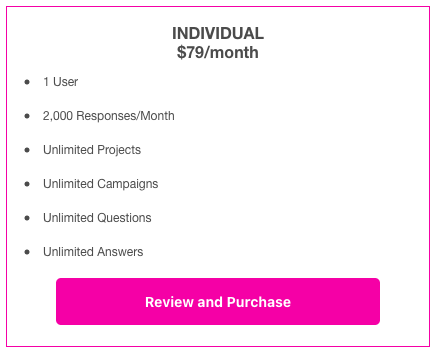 INDIVIDUAL
$79/month
1 User
2,000 Responses/Month
Unlimited Projects
Unlimited Campaigns
Unlimited Questions
Unlimited Answers
Review and Purchase